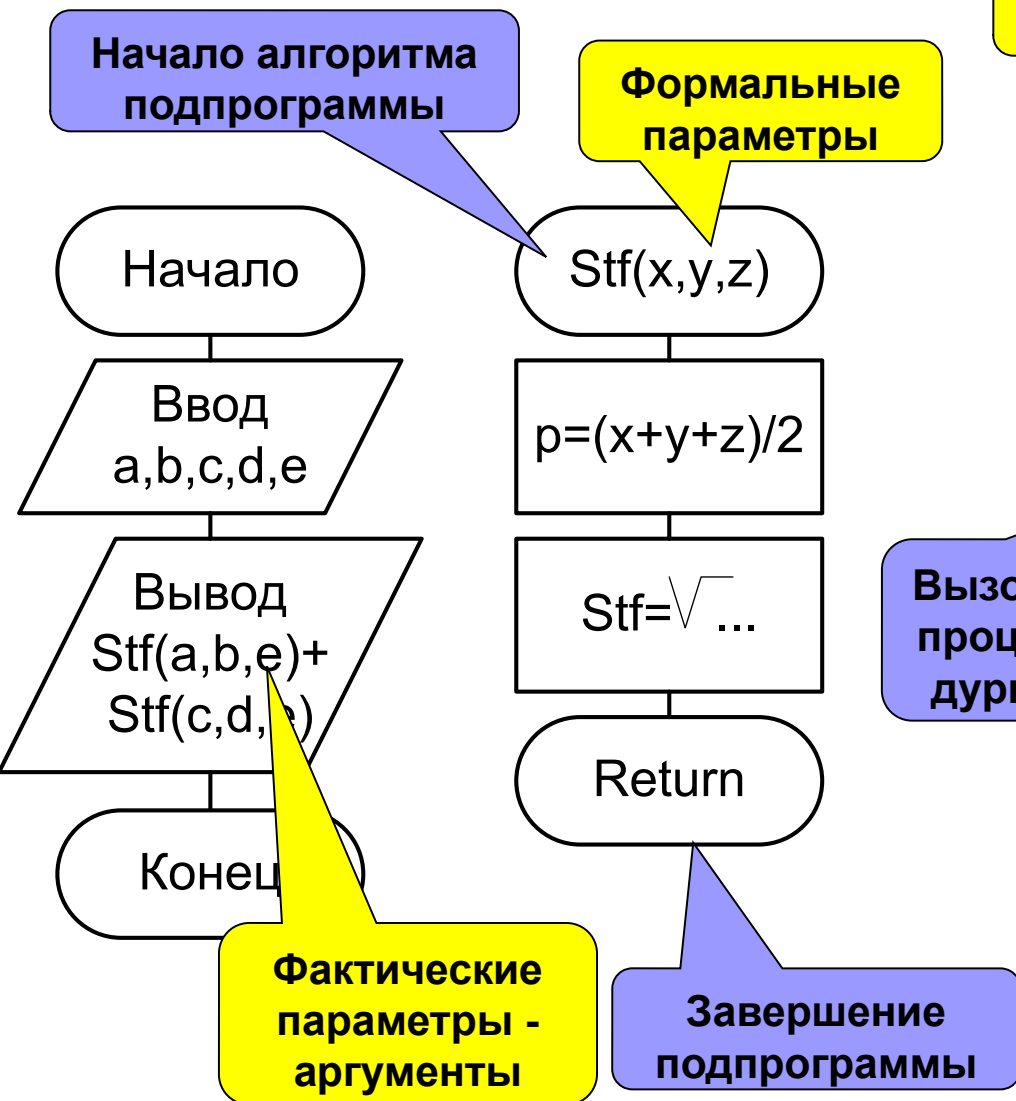 Начало алгоритма
подпрограммы
Формальные
параметры
Начало
Ввод
a,b,c,d,e
Вывод
Stf(a,b,e)+
Stf(c,d,e)
Конец
Фактические
параметры -
аргументы
Stf(x,y,z)
p=(x+y+z)/2
Stf=√ ...
Return
Завершение
подпрограммы